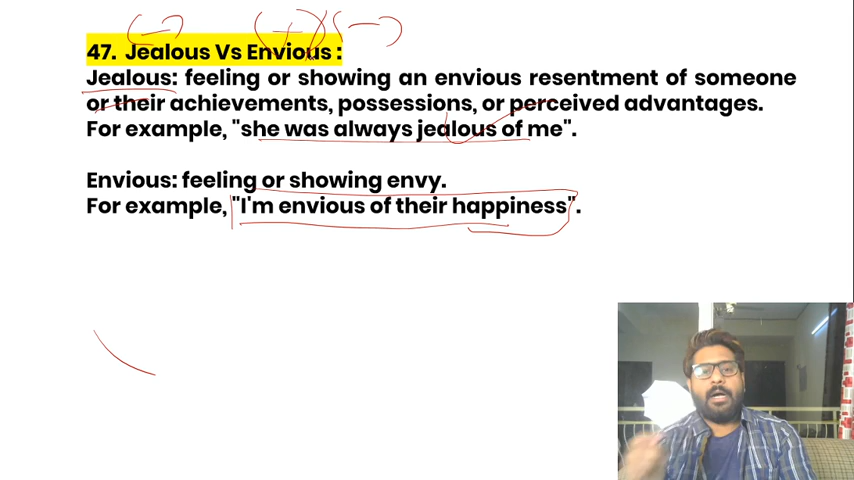 47. Jealous Vs Envious :
Jealous: feeling or showing an envious resentment of someone
or their achievements, possessions, or perceived advantages.
For example, "she was always jealous of me".
Envious: feeling or showing envy.
For example, "I'm envious of their happiness".